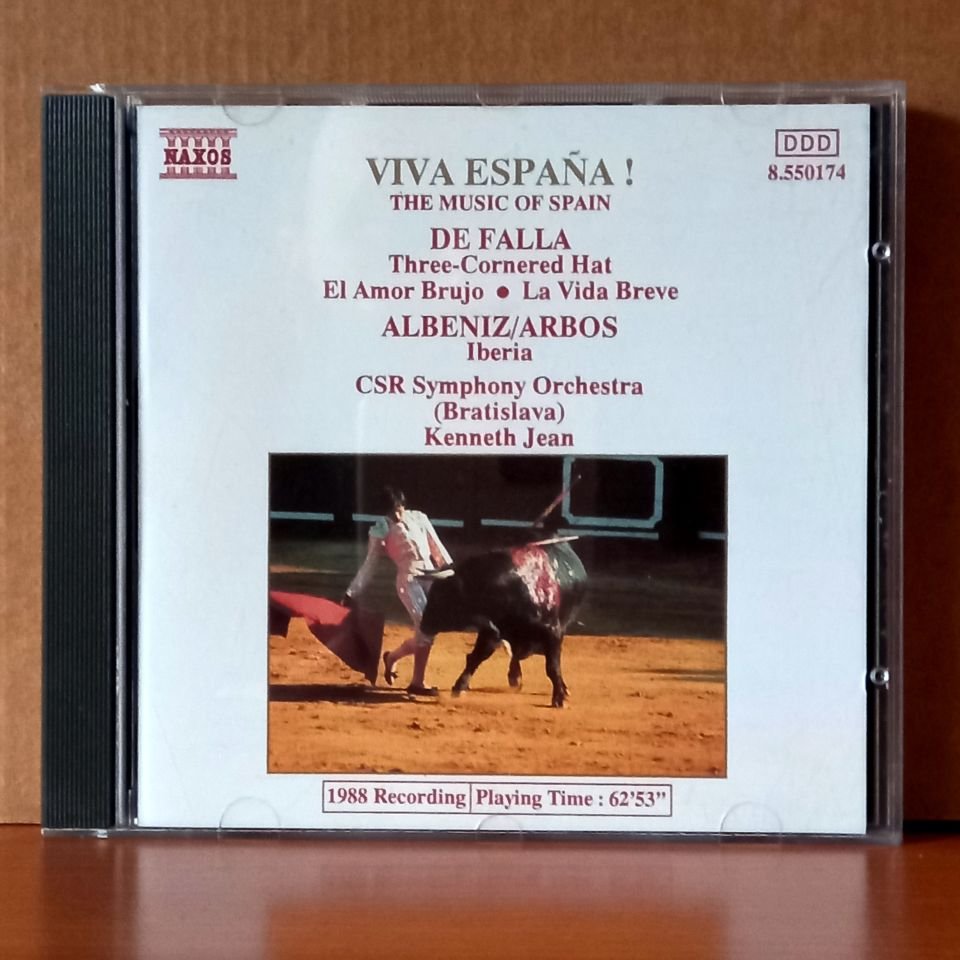 NAXOS
DDD
8.550174
VIVA ESPAÑA !
THE MUSIC OF SPAIN
DE FALLA
Three-Cornered Hat
El Amor Brujo ● La Vida Breve
ALBENIZ/ARBOS
Iberia
CSR Symphony Orchestra
(Bratislava)
Kenneth Jean
1988 Recording Playing Time : 62'53"